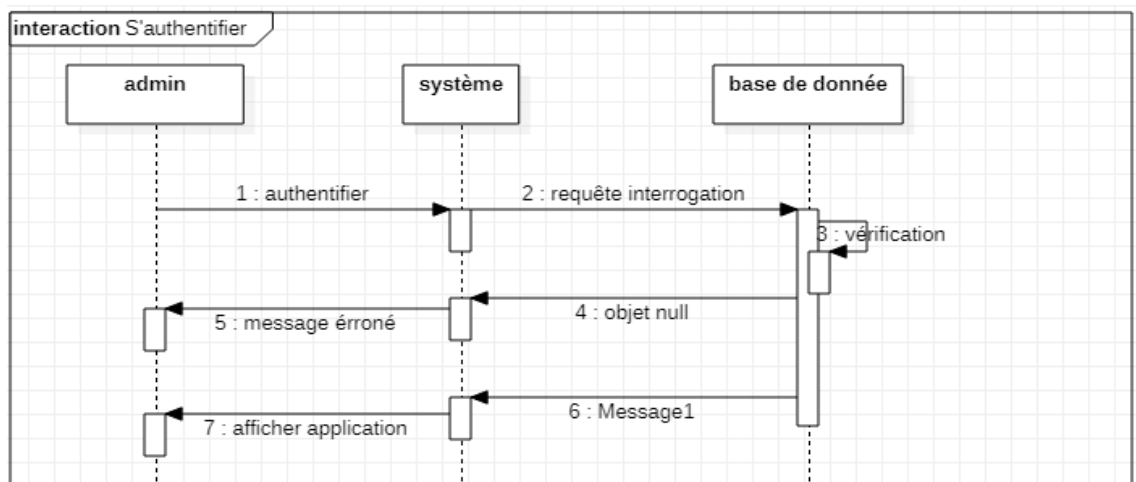 interaction S'authentifier
admin
système
base de donnée
1 : authentifier
2 : requête interrogation
3 : vérification
4 : objet null
5 : message érroné
6 : Message1
7 : afficher application